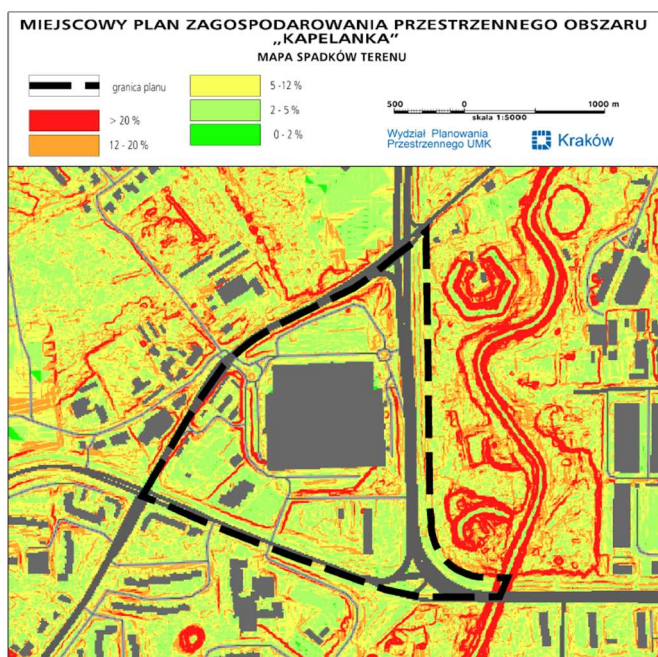 MIEJSCOWY PLAN ZAGOSPODAROWANIA PRZESTRZENNEGO OBSZARU
„KAPELANKA”
MAPA SPADKÓW TERENU
granica planu
> 20 %
12 - 20 %
5 -12 %
2 - 5 %
0 - 2 %
500 0 1000 m
skala 1:5000
Wydział Planowania
Przestrzennego UMK
Kraków